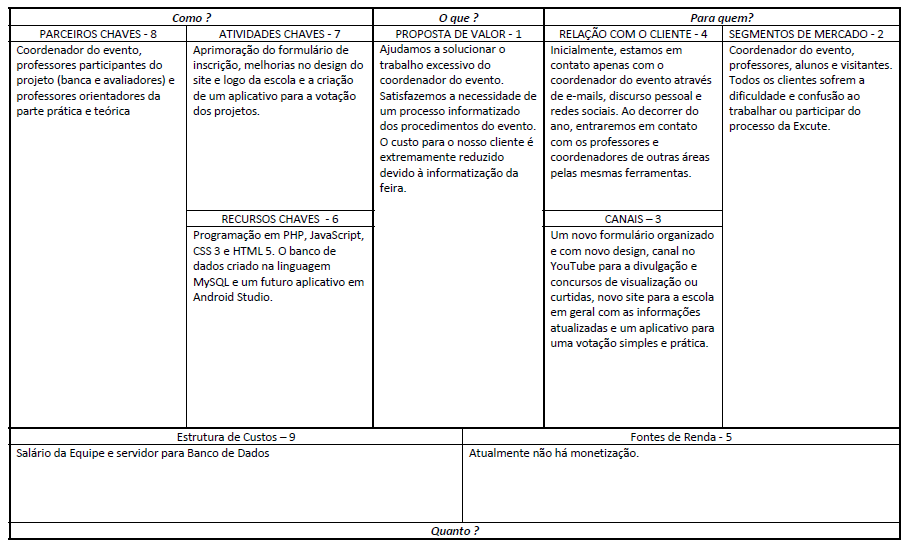 Como ?
O que ?
Para quem?
PARCEIROS CHAVES - 8
ATIVIDADES CHAVES - 7
PROPOSTA DE VALOR - 1
RELAÇÃO COM O CLIENTE - 4
SEGMENTOS DE MERCADO - 2
Coordenador do evento,
professores participantes do
projeto (banca e avaliadores) e
professores orientadores da
parte prática e teórica
Aprimoração do formulário de
inscrição, melhorias no design do
site e logo da escola e a criação
de um aplicativo para a votação
dos projetos.
RECURSOS CHAVES - 6
Programação em PHP, JavaScript,
CSS 3 e HTML 5. O banco de
dados criado na linguagem
MySQL e um futuro aplicativo em
Android Studio.
Ajudamos a solucionar o
trabalho excessivo do
coordenador do evento.
Satisfazemos a necessidade de
um processo informatizado
dos procedimentos do evento.
O custo para o nosso cliente é
extremamente reduzido
devido à informatização da
feira.
Inicialmente, estamos em
contato apenas com o
coordenador do evento através
de e-mails, discurso pessoal e
redes sociais. Ao decorrer do
ano, entraremos em contato
com os professores e
coordenadores de outras áreas
pelas mesmas ferramentas.
CANAIS – 3
Um novo formulário organizado
e com novo design, canal no
YouTube para a divulgação e
concursos de visualização ou
curtidas, novo site para a escola
em geral com as informações
atualizadas e um aplicativo para
uma votação simples e prática.
Coordenador do evento,
professores, alunos e visitantes.
Todos os clientes sofrem a
dificuldade e confusão ao
trabalhar ou participar do
processo da Excute.
Estrutura de Custos – 9
Salário da Equipe e servidor para Banco de Dados
Fontes de Renda - 5
Atualmente não há monetização.
Quanto ?